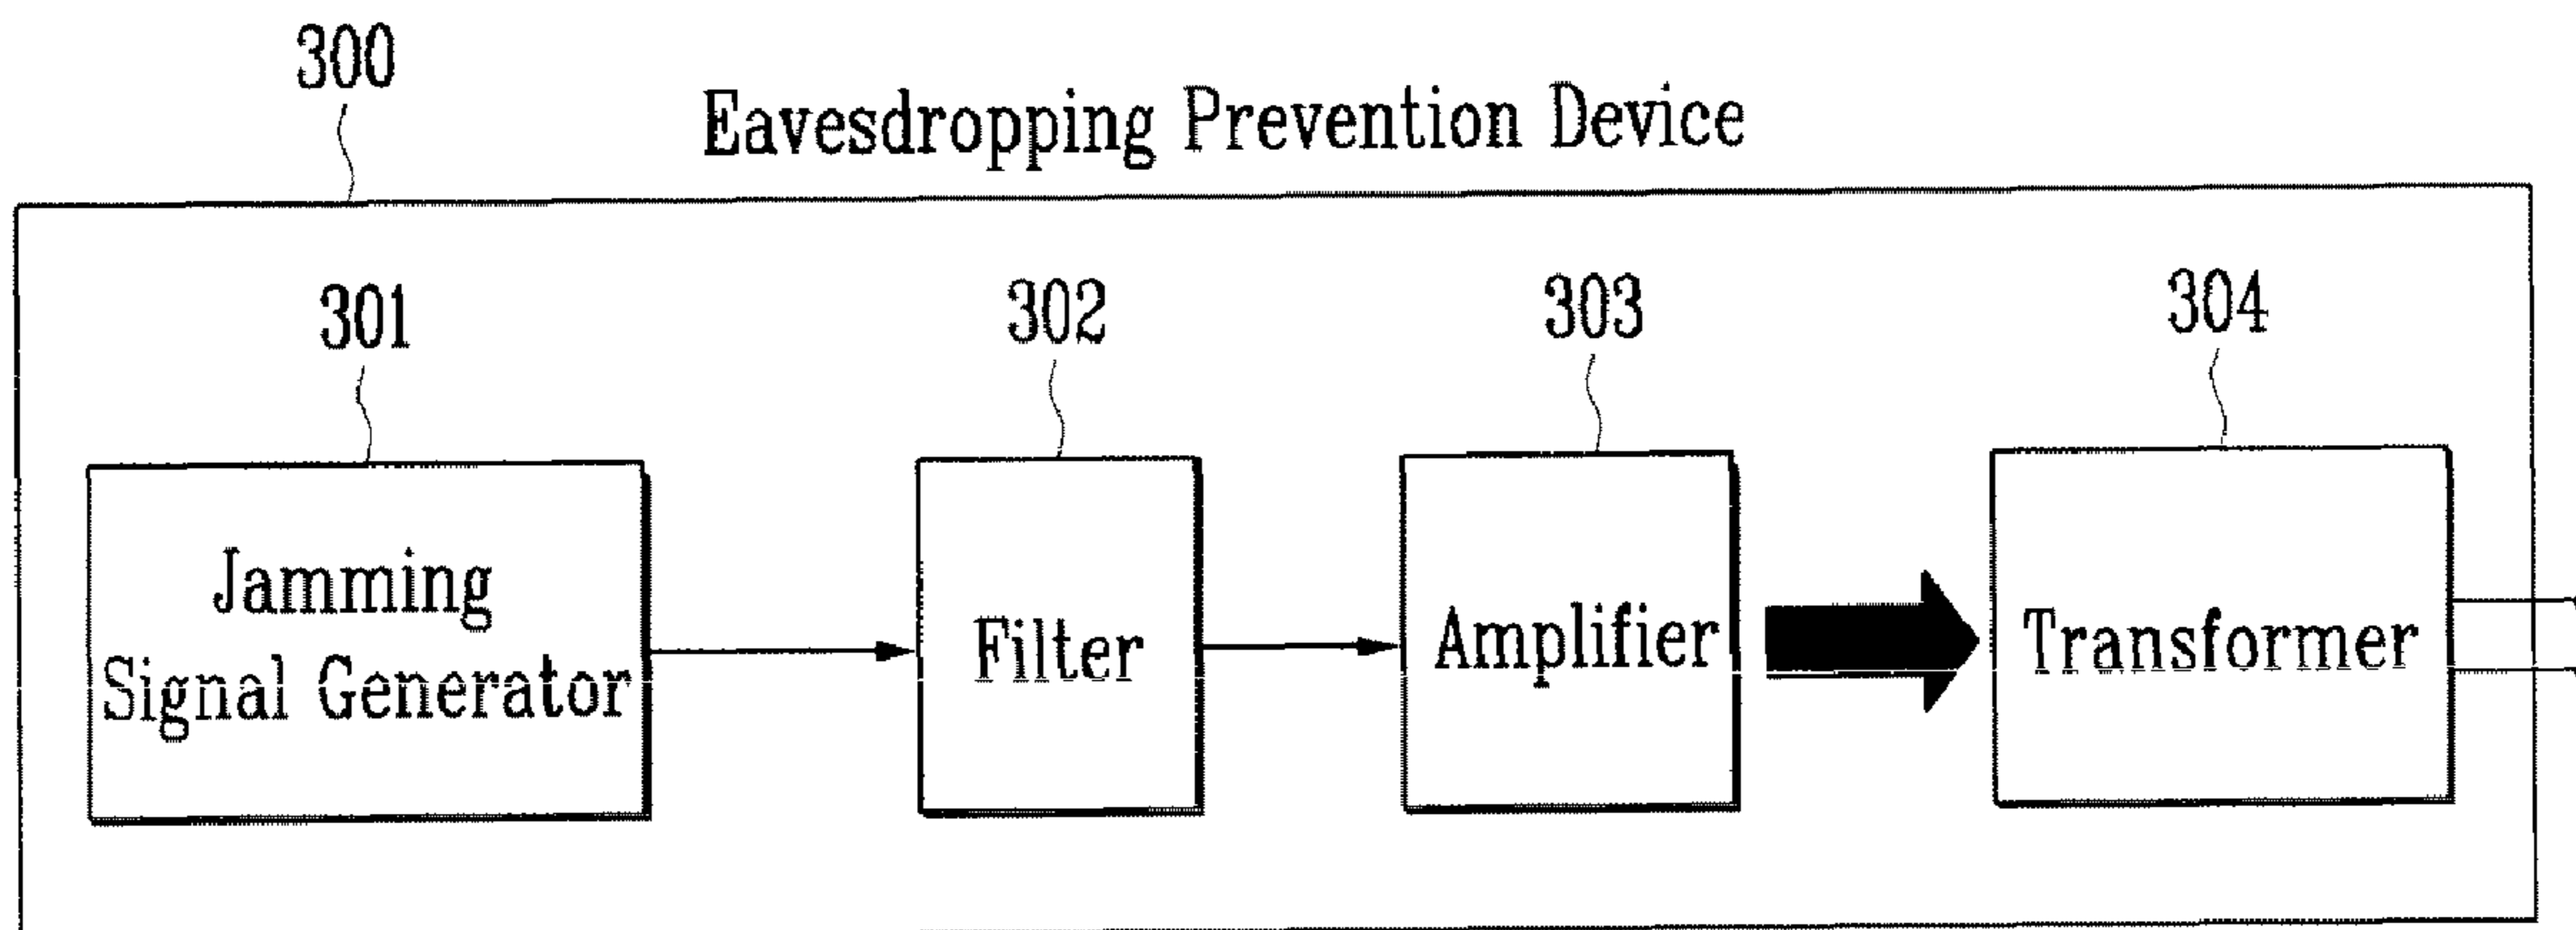 300
Eavesdropping Prevention Device
301
302
303
304
Jamming
Signal Generator
Filter
Amplifier
Transformer